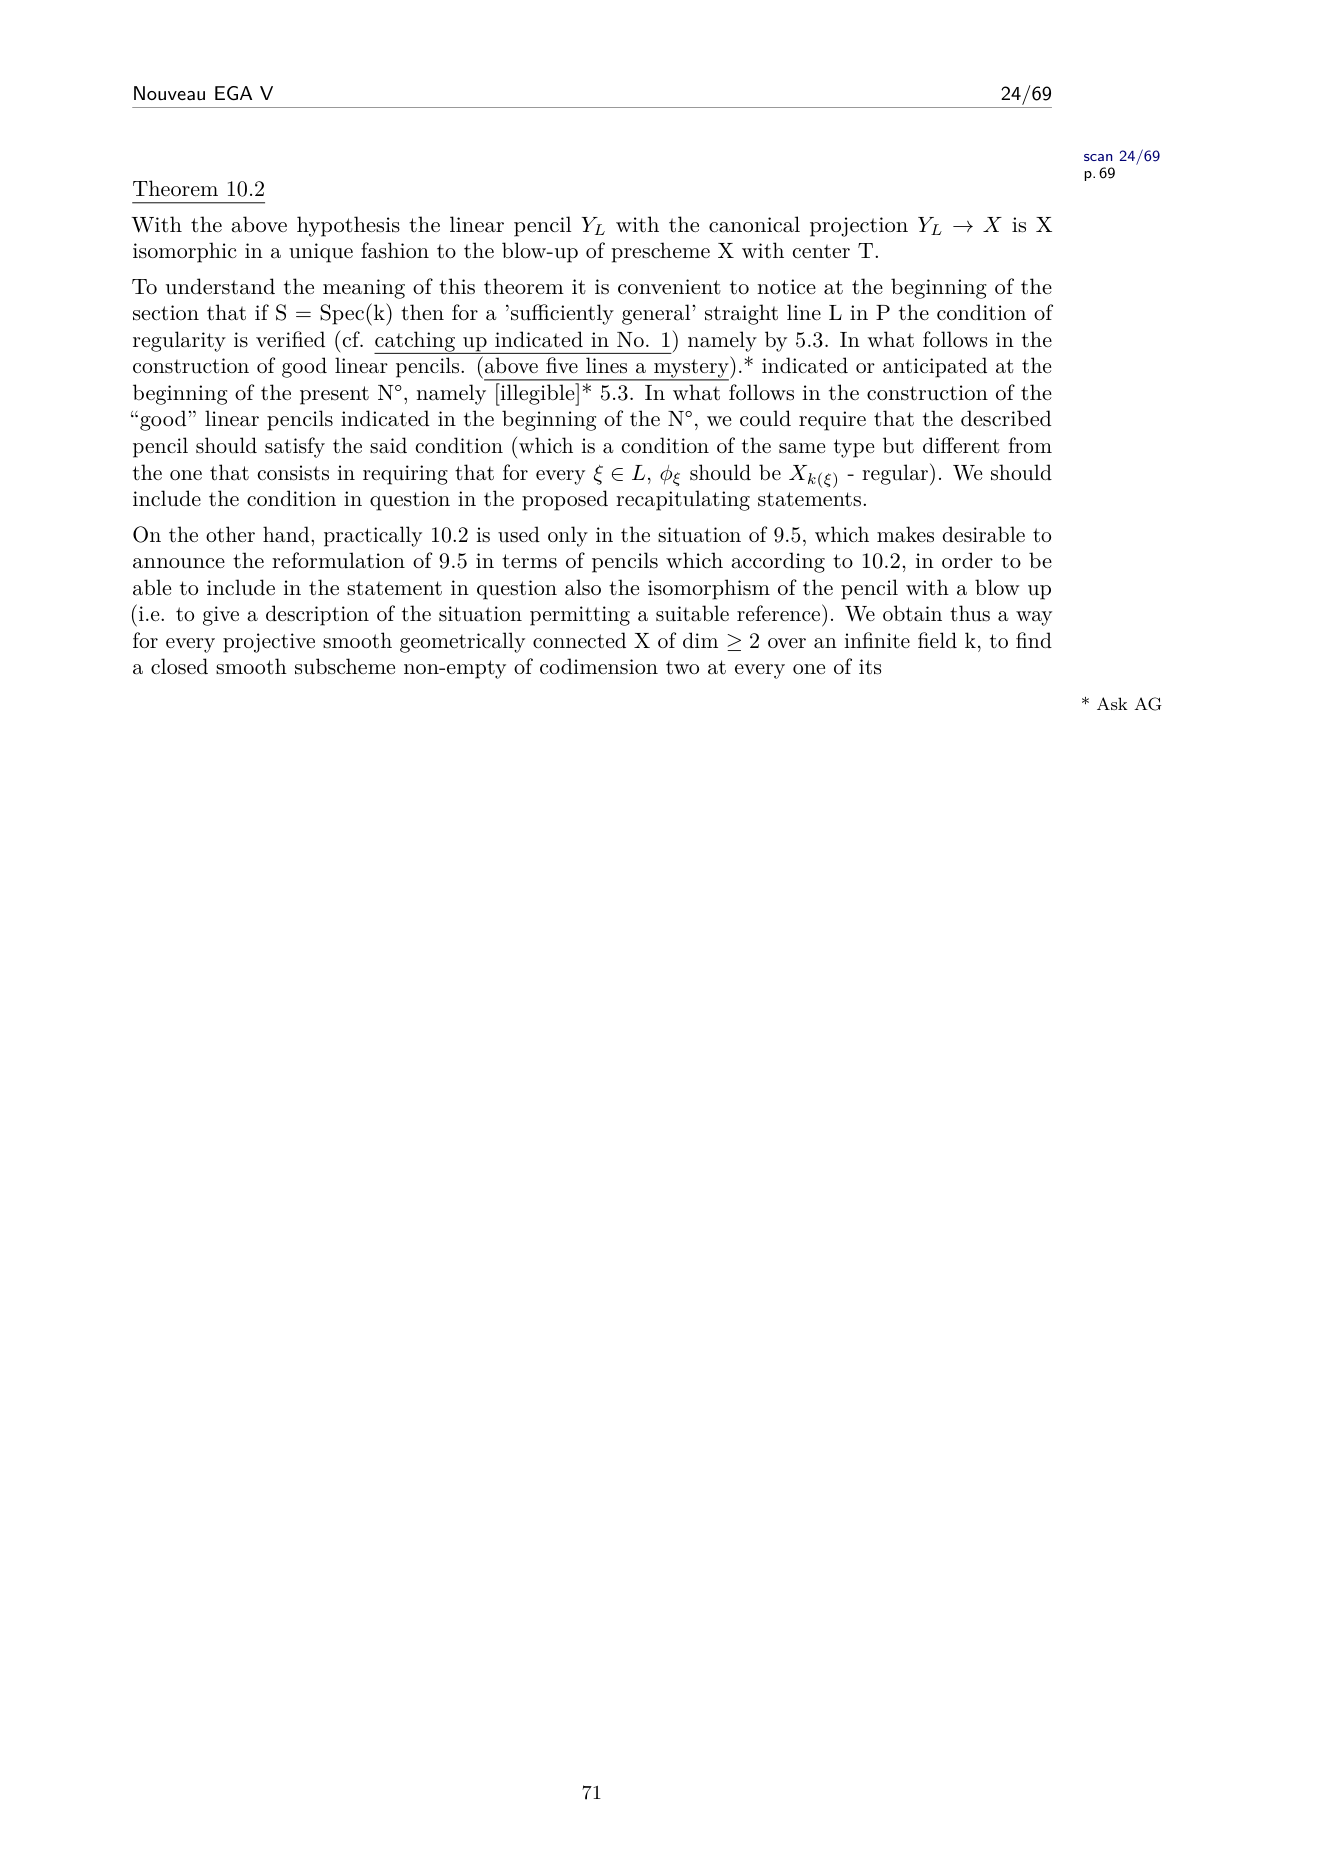 Nouveau EGA V 24/69
scan 24/69
p. 69
Theorem 10.2
With the above hypothesis the linear pencil Y_L with the canonical projection Y_L → X is X
isomorphic in a unique fashion to the blow-up of prescheme X with center T.
To understand the meaning of this theorem it is convenient to notice at the beginning of the
section that if S = Spec(k) then for a 'sufficiently general' straight line L in P the condition of
regularity is verified (cf. catching up indicated in No. 1) namely by 5.3. In what follows in the
construction of good linear pencils. (above five lines a mystery).* indicated or anticipated at the
beginning of the present N°, namely [illegible]* 5.3. In what follows in the construction of the
“good” linear pencils indicated in the beginning of the N°, we could require that the described
pencil should satisfy the said condition (which is a condition of the same type but different from
the one that consists in requiring that for every ξ ∈ L, ϕ_ξ should be X_{k(ξ)} - regular). We should
include the condition in question in the proposed recapitulating statements.
On the other hand, practically 10.2 is used only in the situation of 9.5, which makes desirable to
announce the reformulation of 9.5 in terms of pencils which according to 10.2, in order to be
able to include in the statement in question also the isomorphism of the pencil with a blow up
(i.e. to give a description of the situation permitting a suitable reference). We obtain thus a way
for every projective smooth geometrically connected X of dim ≥ 2 over an infinite field k, to find
a closed smooth subscheme non-empty of codimension two at every one of its
* Ask AG
71